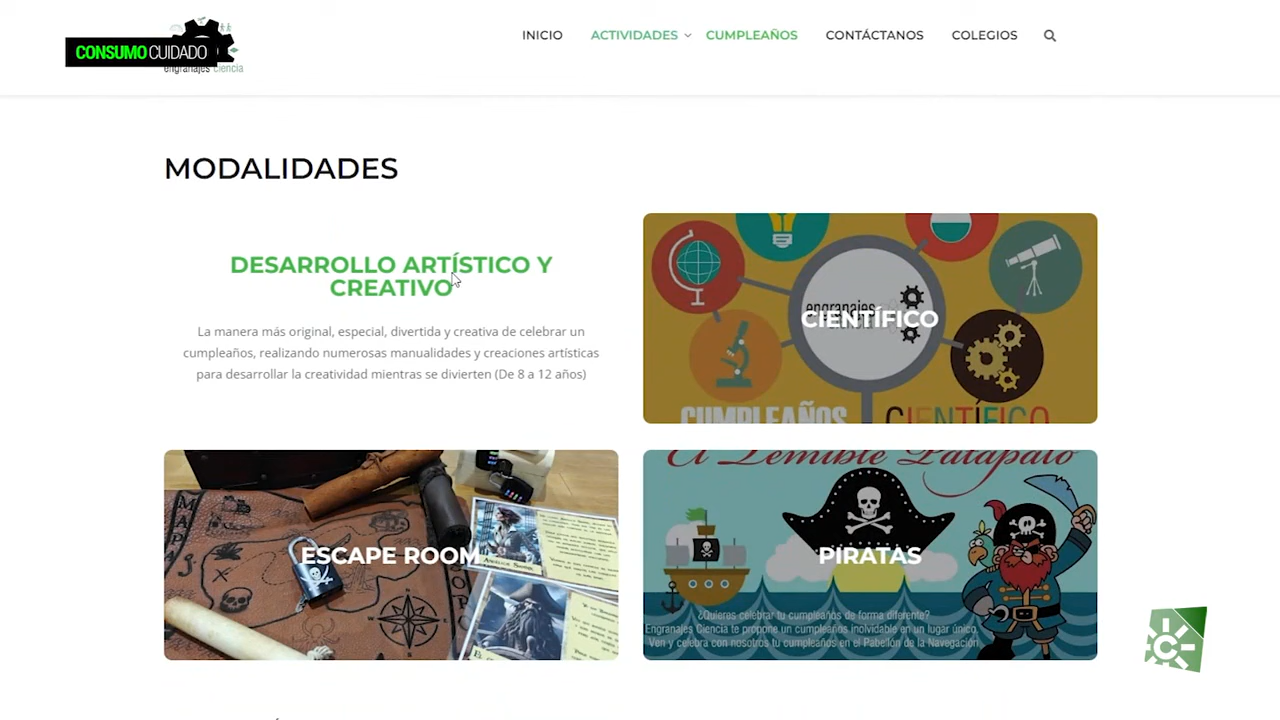 CONSUMO CUIDADO
engranajes ciencia
INICIO
ACTIVIDADES
CUMPLEAÑOS
CONTÁCTANOS
COLEGIOS
MODALIDADES
DESARROLLO ARTÍSTICO Y
CREATIVO
La manera más original, especial, divertida y creativa de celebrar un
cumpleaños, realizando numerosas manualidades y creaciones artísticas
para desarrollar la creatividad mientras se divierten (De 8 a 12 años)
engranajes
CIENTÍFICO
CUMPLEAÑOS CIENTÍFICO
MAPA
ESCAPE ROOM
El Temible Patapalo
PIRATAS
¿Quieres celebrar tu cumpleaños de forma diferente?
Engranajes Ciencia te propone un cumpleaños inolvidable en un lugar único.
Ven y celebra con nosotros tu cumpleaños en el Pabellón de la Navegación